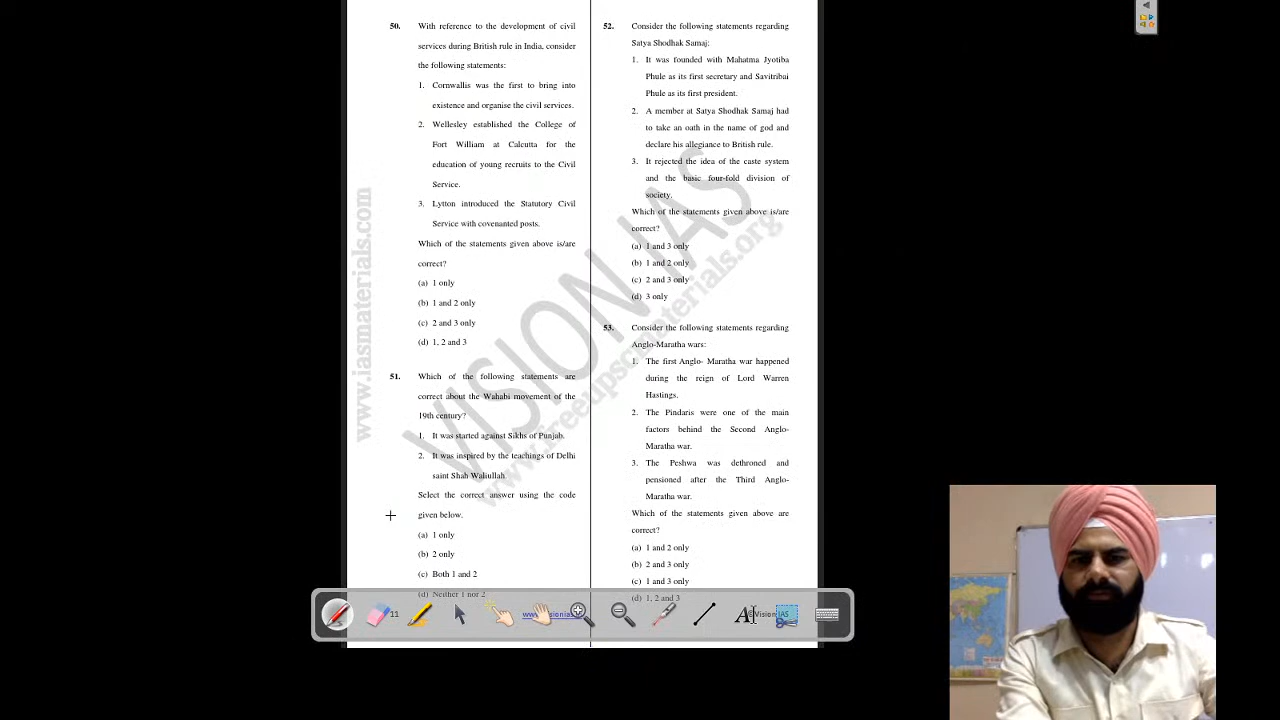 50. With reference to the development of civil
services during British rule in India, consider
the following statements:
1. Cornwallis was the first to bring into
existence and organise the civil services.
2. Wellesley established the College of
Fort William at Calcutta for the
education of young recruits to the Civil
Service.
3. Lytton introduced the Statutory Civil
Service with covenanted posts.
Which of the statements given above is/are
correct?
(a) 1 only
(b) 1 and 2 only
(c) 2 and 3 only
(d) 1, 2 and 3
51. Which of the following statements are
correct about the Wahabi movement of the
19th century?
1. It was started against Sikhs of Punjab.
2. It was inspired by the teachings of Delhi
saint Shah Waliullah.
Select the correct answer using the code
given below.
(a) 1 only
(b) 2 only
(c) Both 1 and 2
(d) Neither 1 nor 2
52. Consider the following statements regarding
Satya Shodhak Samaj:
1. It was founded with Mahatma Jyotiba
Phule as its first secretary and Savitribai
Phule as its first president.
2. A member at Satya Shodhak Samaj had
to take an oath in the name of god and
declare his allegiance to British rule.
3. It rejected the idea of the caste system
and the basic four-fold division of
society.
Which of the statements given above is/are
correct?
(a) 1 and 3 only
(b) 1 and 2 only
(c) 2 and 3 only
(d) 3 only
53. Consider the following statements regarding
Anglo-Maratha wars:
1. The first Anglo- Maratha war happened
during the reign of Lord Warren
Hastings.
2. The Pindaris were one of the main
factors behind the Second Anglo-
Maratha war.
3. The Peshwa was dethroned and
pensioned after the Third Anglo-
Maratha war.
Which of the statements given above are
correct?
(a) 1 and 2 only
(b) 2 and 3 only
(c) 1 and 3 only
(d) 1, 2 and 3
11
©Vision IAS
www.iasmaterials.com
VISION IAS